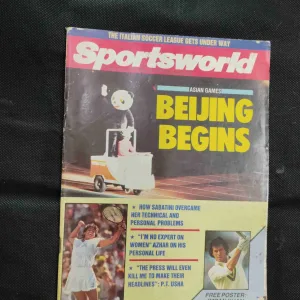 THE ITALIAN SOCCER LEAGUE GETS UNDER WAY
Sportsworld
ASIAN GAMES
BEIJING
BEGINS
★ HOW SABATINI OVERCAME
HER TECHNICAL AND
PERSONAL PROBLEMS
★ "I'M NO EXPERT ON
WOMEN" AZHAR ON HIS
PERSONAL LIFE
★ "THE PRESS WILL EVEN
KILL ME TO MAKE THEIR
HEADLINES": P.T. USHA
FREE POSTER